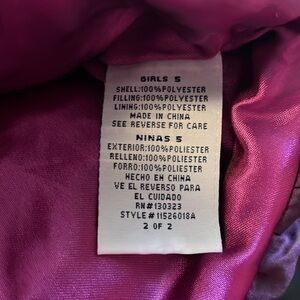 GIRLS 5
SHELL:100%POLYESTER
FILLING:100%POLYESTER
LINING:100%POLYESTER
MADE IN CHINA
SEE REVERSE FOR CARE
NINAS 5
EXTERIOR:100%POLIESTER
RELLENO:100%POLIESTER
FORRO:100%POLIESTER
HECHO EN CHINA
VE EL REVERSO PARA
EL CUIDADO
RN#130323
STYLE#11526018A
2 OF 2